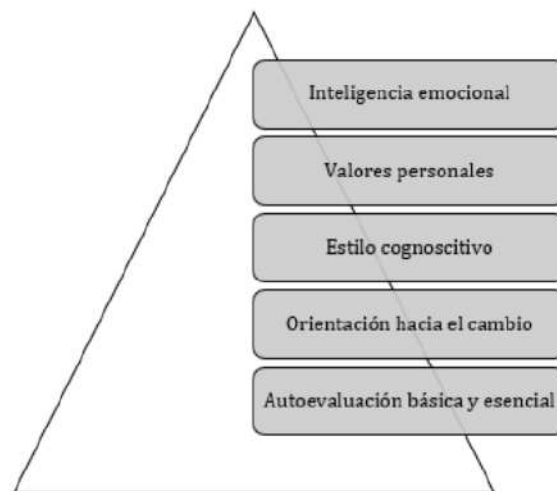 Inteligencia emocional
Valores personales
Estilo cognoscitivo
Orientación hacia el cambio
Autoevaluación básica y esencial